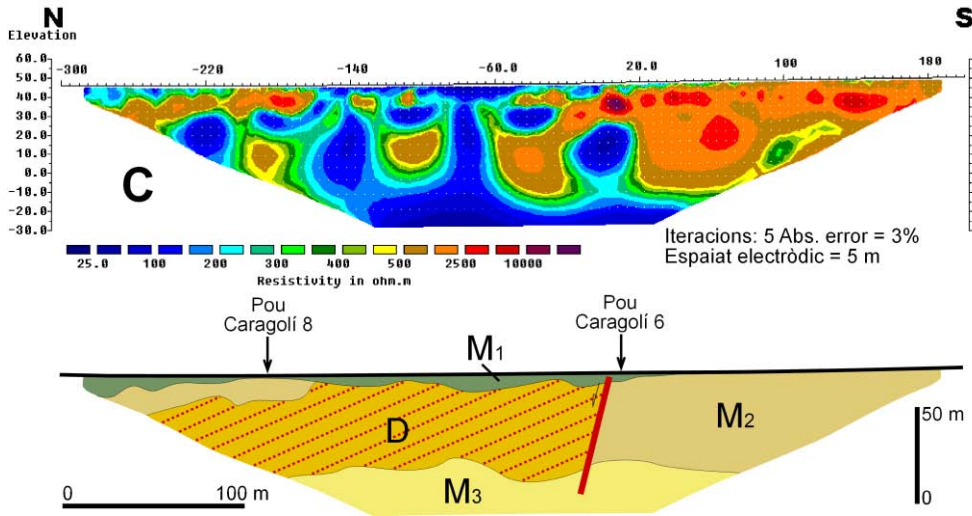 N
S
Elevation
-300 -220 -140 -60.0 20.0 100 180
60.0
50.0
40.0
30.0
20.0
10.0
0.0
-10.0
-20.0
-30.0
C
25.0 100 200 300 400 500 2500 10000
Resistivity in ohm.m
Iteracions: 5 Abs. error = 3%
Espaiat electròdic = 5 m
Pou
Caragolí 8
Pou
Caragolí 6
M1
D
M2
M3
0 100 m
50 m
0